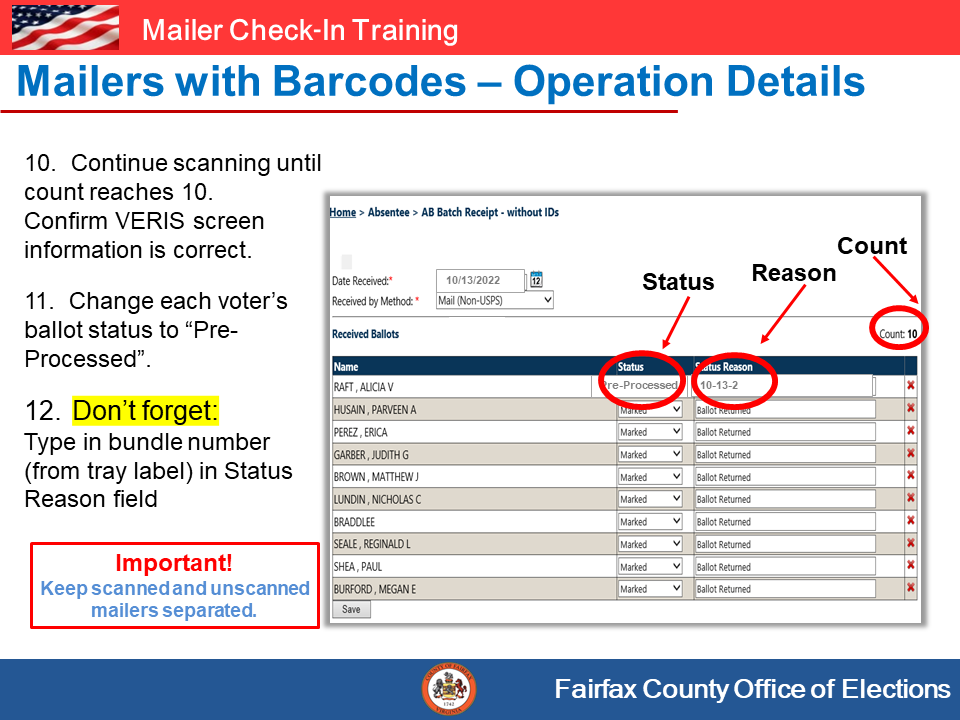 Mailer Check-In Training
Mailers with Barcodes – Operation Details
10. Continue scanning until
count reaches 10.
Confirm VERIS screen
information is correct.
11. Change each voter's
ballot status to “Pre-
Processed”.
12. Don't forget:
Type in bundle number
(from tray label) in Status
Reason field
Important!
Keep scanned and unscanned
mailers separated.
Home > Absentee > AB Batch Receipt - without IDs
Count
Reason
Status
Date Received:* 10/13/2022 12
Received by Method: * Mail (Non-USPS)
Received Ballots Count: 10
Name Status Status Reason
RAFT , ALICIA V Pre-Processed 10-13-2
HUSAIN , PARVEEN A Marked Ballot Returned
PEREZ , ERICA Marked Ballot Returned
GARBER , JUDITH G Marked Ballot Returned
BROWN , MATTHEW J Marked Ballot Returned
LUNDIN , NICHOLAS C Marked Ballot Returned
BRADDLEE Marked Ballot Returned
SEALE , REGINALD L Marked Ballot Returned
SHEA , PAUL Marked Ballot Returned
BURFORD , MEGAN E Marked Ballot Returned
Save
COUNTY OF FAIRFAX
1742
VIRGINIA
Fairfax County Office of Elections